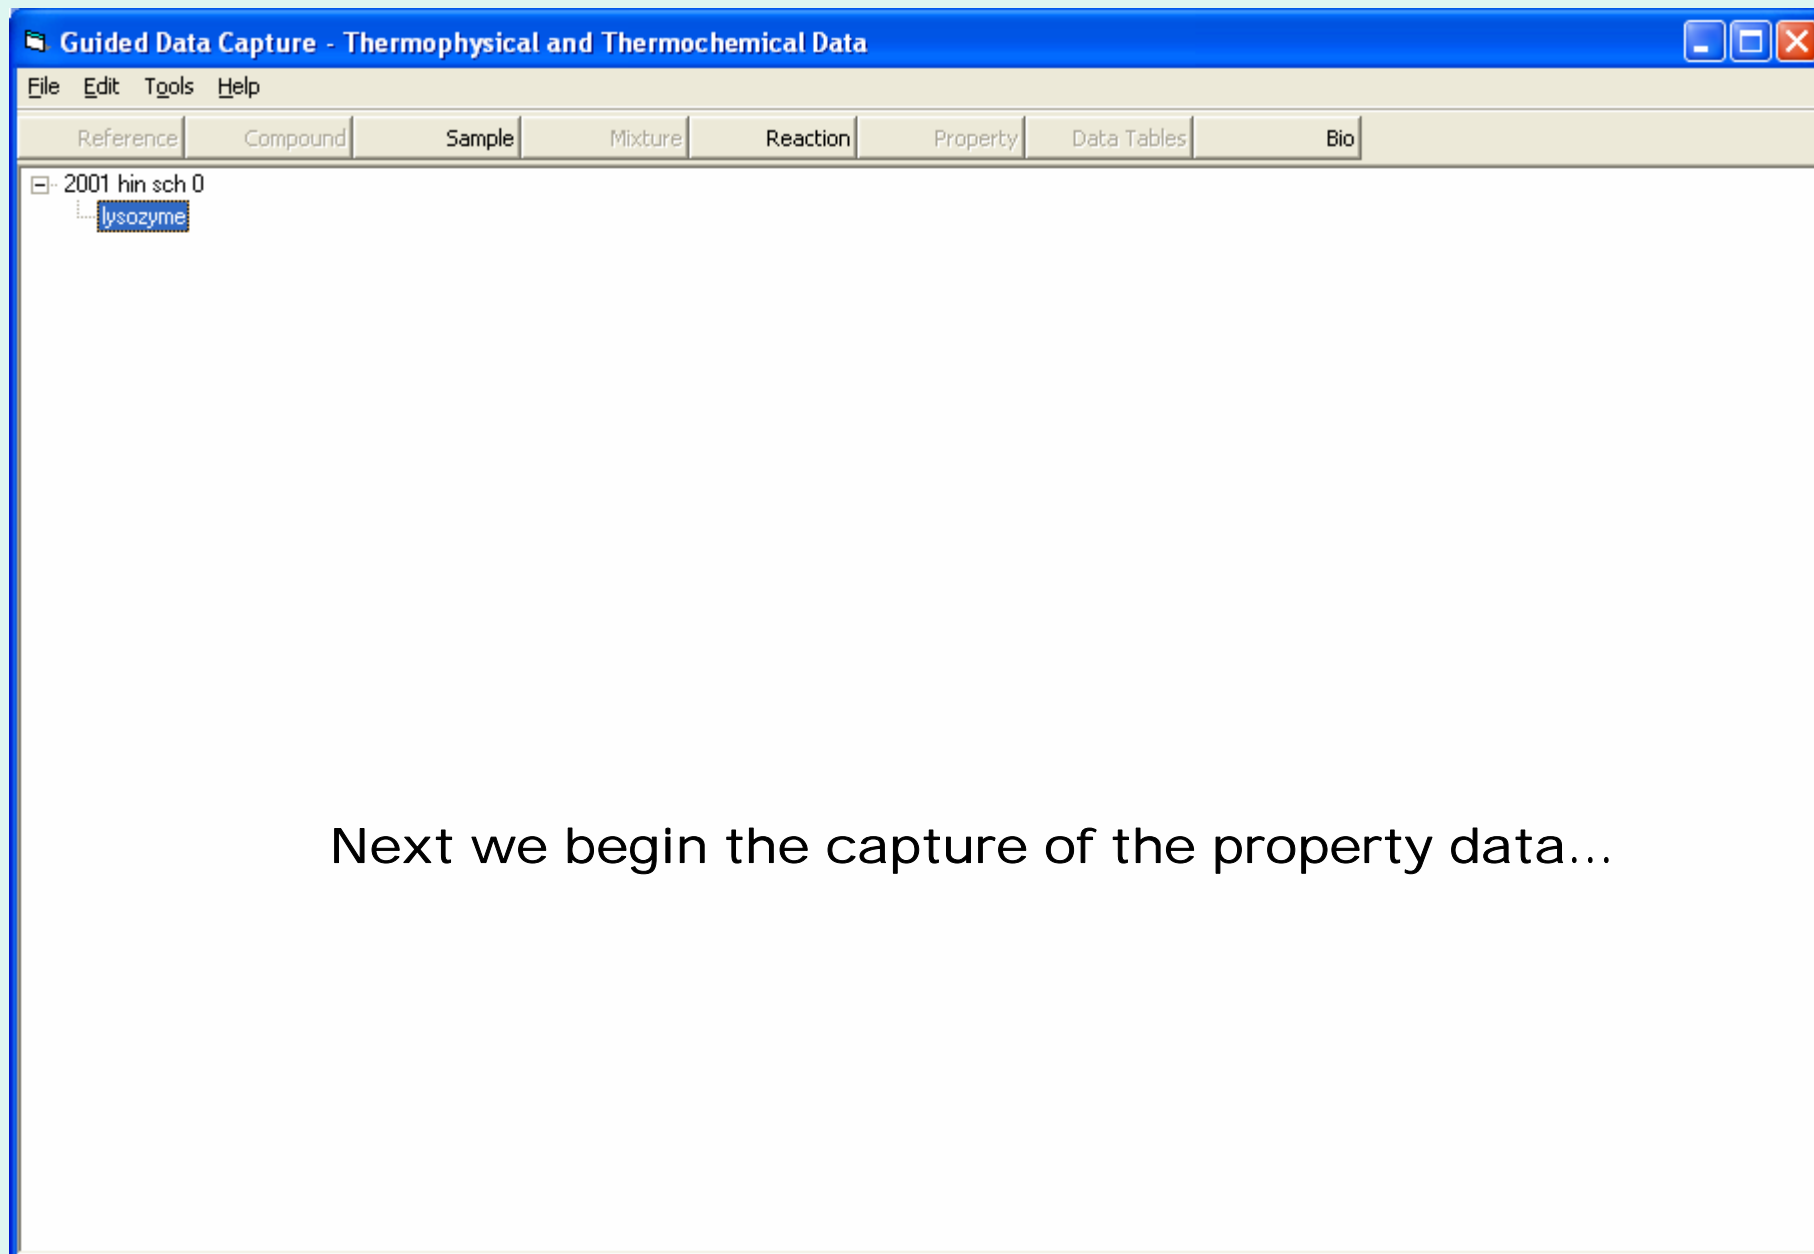 Guided Data Capture - Thermophysical and Thermochemical Data
File Edit Tools Help
Reference Compound Sample Mixture Reaction Property Data Tables Bio
2001 hin sch 0
lysozyme
Next we begin the capture of the property data...